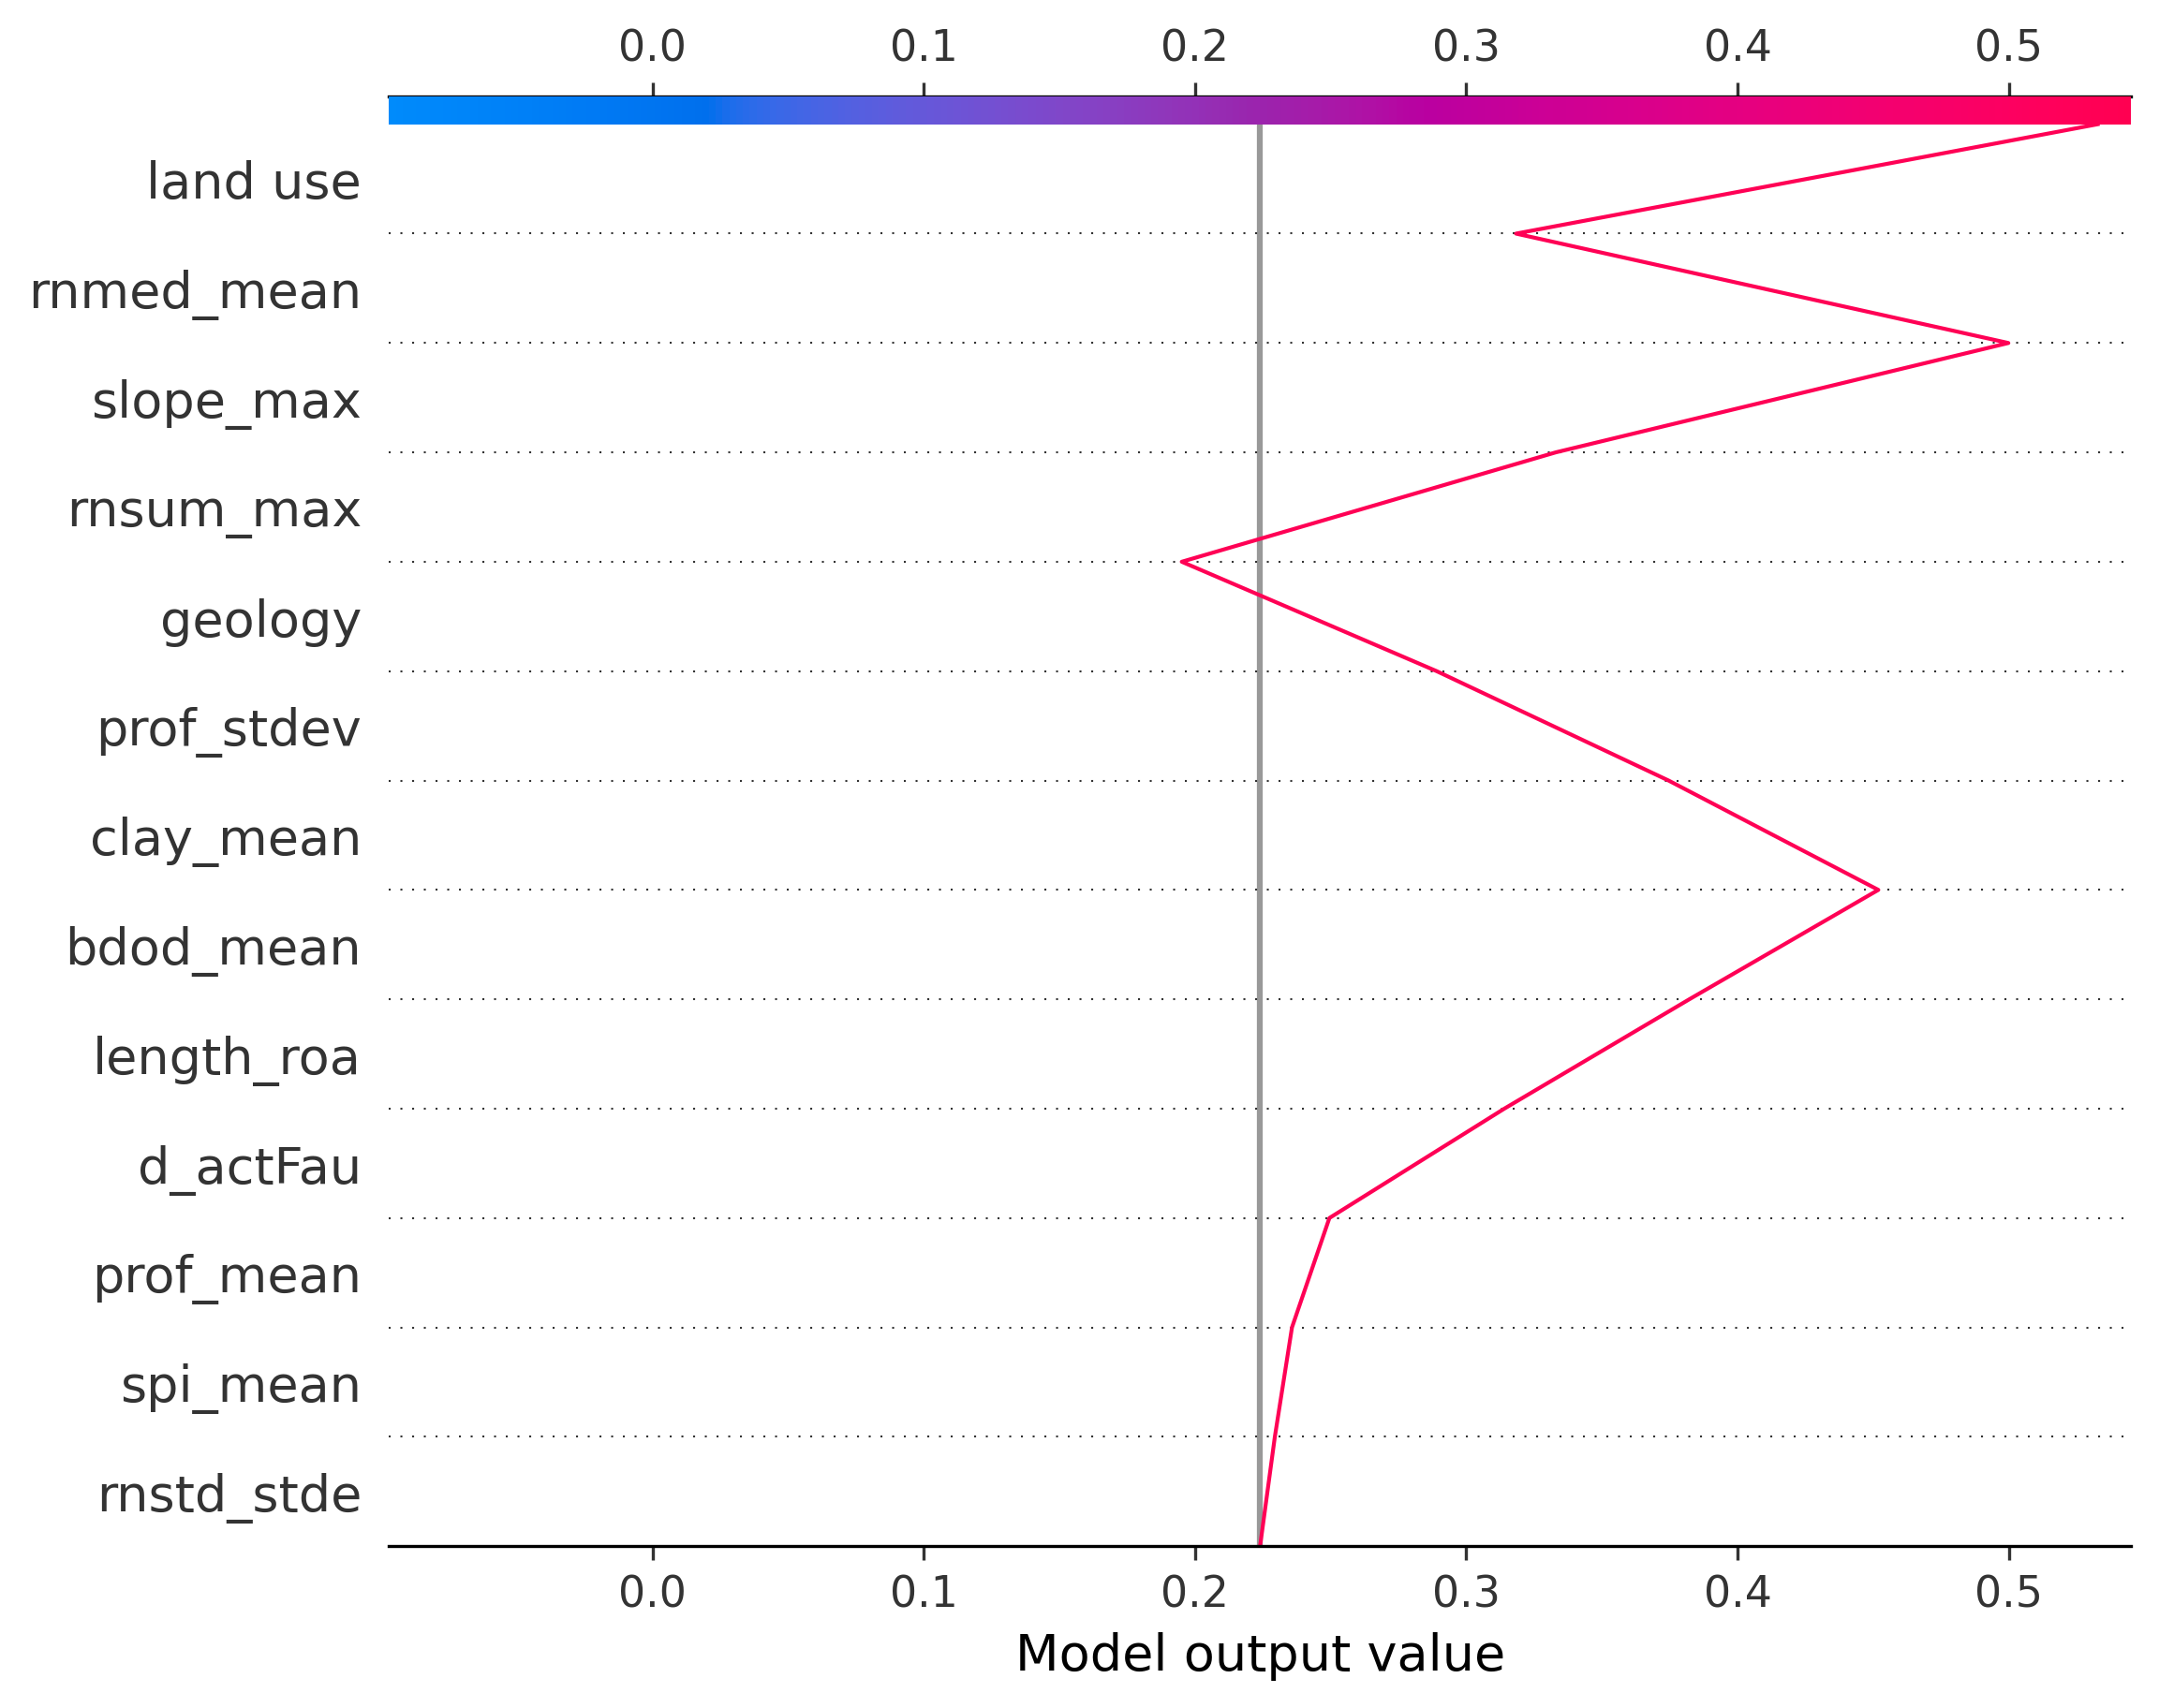 0.0 0.1 0.2 0.3 0.4 0.5
land use
rnmed_mean
slope_max
rnsum_max
geology
prof_stdev
clay_mean
bdod_mean
length_roa
d_actFau
prof_mean
spi_mean
rnstd_stde
0.0 0.1 0.2 0.3 0.4 0.5
Model output value